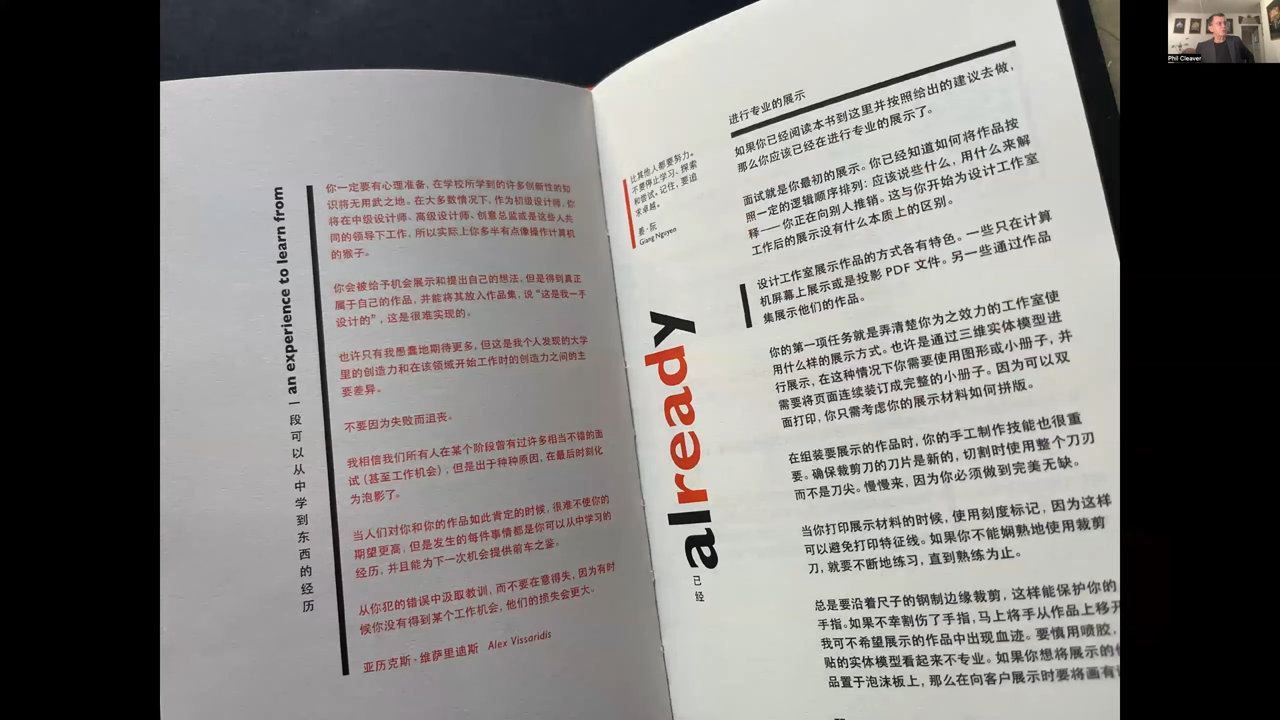 Phil Cleaver
an experience to learn from
一段可以从中学到东西的经历
你一定要有心理准备，在学校所学到的许多创新性的知
识将无用武之地。在大多数情况下，作为初级设计师，你
将在中级设计师、高级设计师、创意总监或是这些人共
同的领导下工作，所以实际上你多半有点像操作计算机
的猴子。
你会被给予机会展示和提出自己的想法，但是得到真正
属于自己的作品，并能将其放入作品集，说“这是我一手
设计的”，这是很难实现的。
也许只有我愚蠢地期待更多，但这是我个人发现的大学
里的创造力和在该领域开始工作时的创造力之间的主
要差异。
不要因为失败而沮丧。
我相信我们所有人在某个阶段曾有过许多相当不错的面
试（甚至工作机会），但是出于种种原因，在最后时刻化
为泡影了。
当人们对你和你的作品如此肯定的时候，很难不使你的
期望更高，但是发生的每件事情都是你可以从中学习的
经历，并且能为下一次机会提供前车之鉴。
从你犯的错误中汲取教训，而不要在意得失，因为有时
候你没有得到某个工作机会，他们的损失会更大。
亚历克斯·维萨里迪斯 Alex Vissaridis
比其他人都要努力。
不要停止学习、探索
和尝试。记住，要追
求卓越。
姜·阮
Giang Nguyen
already
已经
进行专业的展示
如果你已经阅读本书到这里并按照给出的建议去做，
那么你应该已经在进行专业的展示了。
面试就是你最初的展示。你已经知道如何将作品按
照一定的逻辑顺序排列；应该说些什么，用什么来解
释——你正在向别人推销。这与你开始为设计工作室
工作后的展示没有什么本质上的区别。
设计工作室展示作品的方式各有特色。一些只在计算
机屏幕上展示或是投影 PDF 文件。另一些通过作品
集展示他们的作品。
你的第一项任务就是弄清楚你为之效力的工作室使
用什么样的展示方式。也许是通过三维实体模型进
行展示，在这种情况下你需要使用图形或小册子，并
需要将页面连续装订成完整的小册子。因为可以双
面打印，你只需考虑你的展示材料如何拼版。
在组装要展示的作品时，你的手工制作技能也很重
要。确保裁剪刀的刀片是新的，切割时使用整个刀刃
而不是刀尖。慢慢来，因为你必须做到完美无缺。
当你打印展示材料的时候，使用刻度标记，因为这样
可以避免打印特征线。如果你不能娴熟地使用裁剪
刀，就要不断地练习，直到熟练为止。
总是要沿着尺子的钢制边缘裁剪，这样能保护你的
手指。如果不幸割伤了手指，马上将手从作品上移开
我可不希望展示的作品中出现血迹。要慎用喷胶，
贴的实体模型看起来不专业。如果你想将展示的作
品置于泡沫板上，那么在向客户展示时要将画有